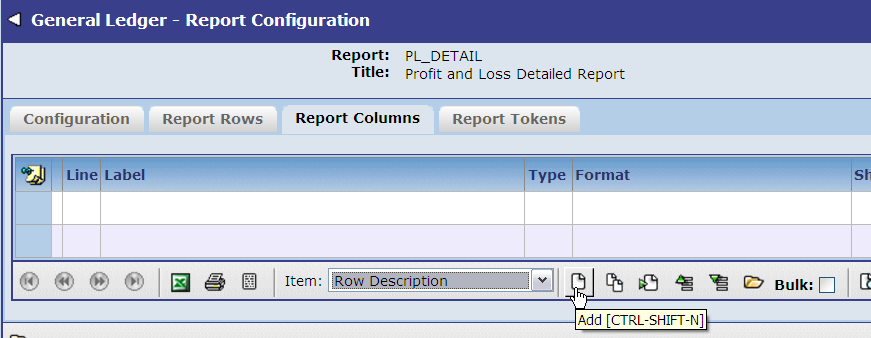 General Ledger - Report Configuration
Report: PL_DETAIL
Title: Profit and Loss Detailed Report
Configuration Report Rows Report Columns Report Tokens
Line Label Type Format
Item: Row Description Bulk:
Add [CTRL-SHIFT-N]